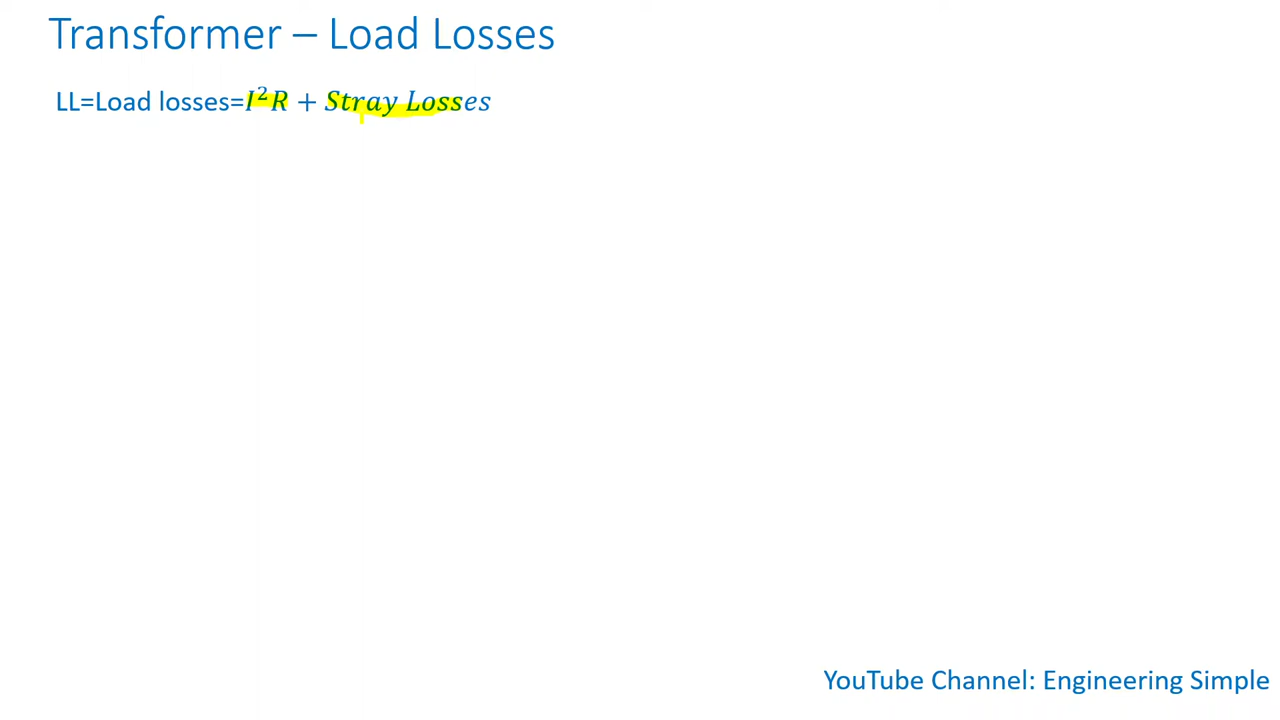 Transformer – Load Losses
LL=Load losses=I²R + Stray Losses
YouTube Channel: Engineering Simple